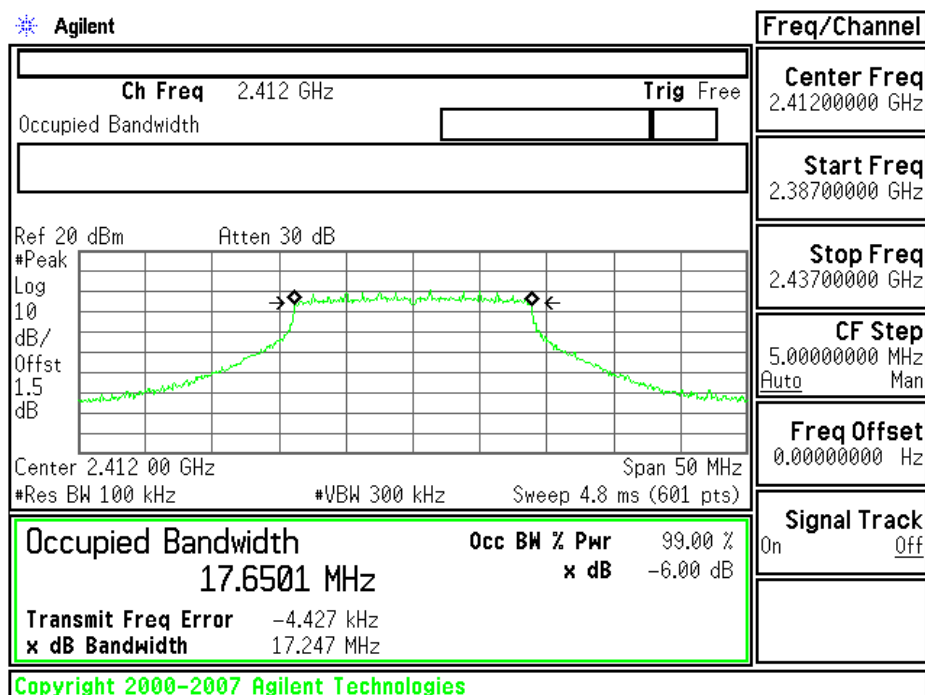 Agilent
Freq/Channel
Ch Freq 2.412 GHz Trig Free
Occupied Bandwidth
Center Freq
2.41200000 GHz
Start Freq
2.38700000 GHz
Stop Freq
2.43700000 GHz
CF Step
5.00000000 MHz
Auto Man
Freq Offset
0.00000000 Hz
Signal Track
On Off
Ref 20 dBm Atten 30 dB
#Peak
Log
10
dB/
Offst
1.5
dB
Center 2.412 00 GHz Span 50 MHz
#Res BW 100 kHz #VBW 300 kHz Sweep 4.8 ms (601 pts)
Occupied Bandwidth
17.6501 MHz
Occ BW % Pwr 99.00 %
x dB -6.00 dB
Transmit Freq Error -4.427 kHz
x dB Bandwidth 17.247 MHz
Copyright 2000-2007 Agilent Technologies